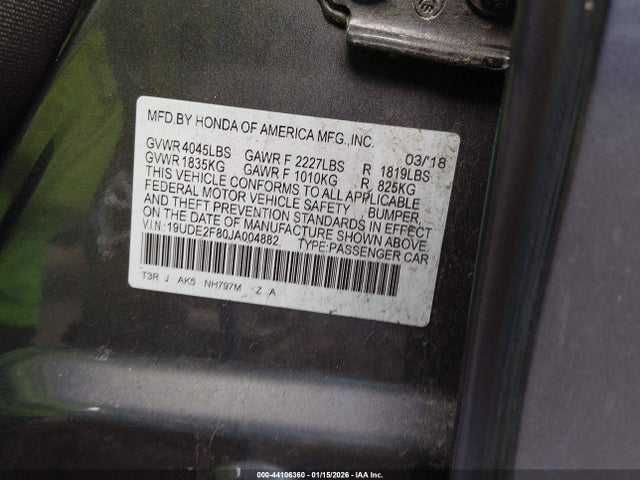 MFD.BY HONDA OF AMERICA MFG.,INC.
03/'18
GVWR 4045LBS GAWR F 2227LBS R 1819LBS
GVWR 1835KG GAWR F 1010KG R 825KG
THIS VEHICLE CONFORMS TO ALL APPLICABLE
FEDERAL MOTOR VEHICLE SAFETY, BUMPER,
AND THEFT PREVENTION STANDARDS IN EFFECT
ON THE DATE OF MANUFACTURE SHOWN ABOVE.
V.I.N.: 19UDE2F80JA004882. TYPE:PASSENGER CAR
T3R J AK5 NH797M Z A
000-44106360 - 01/15/2026 - IAA Inc.